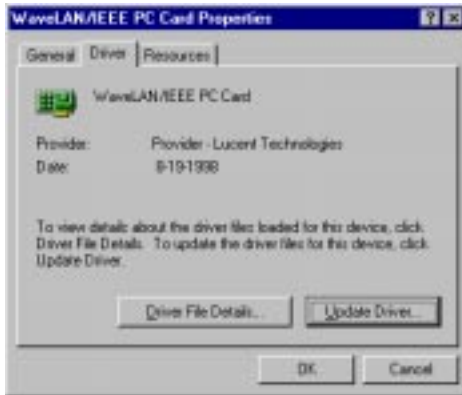 WaveLAN/IEEE PC Card Properties
General Driver Resources
WaveLAN/IEEE PC Card
Provider: Provider - Lucent Technologies
Date: 8-19-1998
To view details about the driver files loaded for this device, click
Driver File Details. To update the driver files for this device, click
Update Driver.
Driver File Details... Update Driver...
OK Cancel